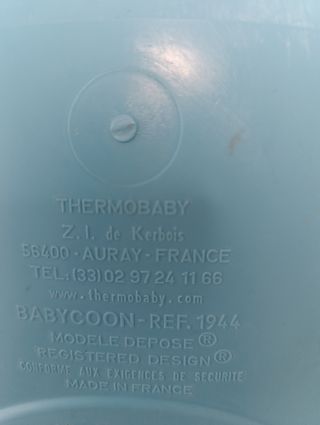 THERMOBABY
Z.I. de Kerbois
56400 - AURAY - FRANCE
TEL:(33)02 97 24 11 66
www.thermobaby.com
BABYCOON - REF. 1944
MODELE DEPOSE ®
REGISTERED DESIGN ®
CONFORME AUX EXIGENCES DE SECURITE
MADE IN FRANCE